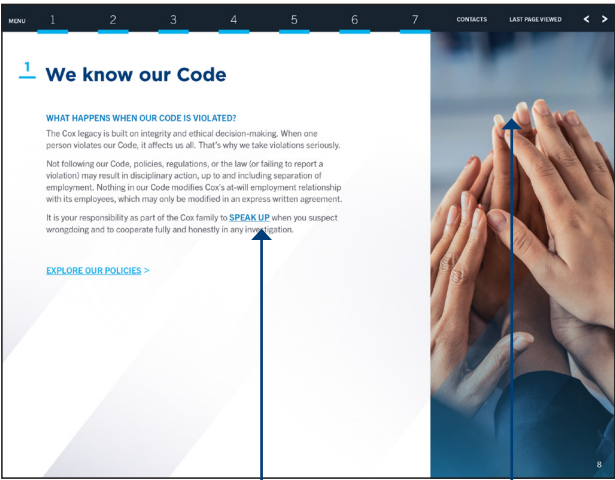 MENU 1 2 3 4 5 6 7 CONTACTS LAST PAGE VIEWED < >
1 We know our Code
WHAT HAPPENS WHEN OUR CODE IS VIOLATED?
The Cox legacy is built on integrity and ethical decision-making. When one
person violates our Code, it affects us all. That's why we take violations seriously.
Not following our Code, policies, regulations, or the law (or failing to report a
violation) may result in disciplinary action, up to and including separation of
employment. Nothing in our Code modifies Cox's at-will employment relationship
with its employees, which may only be modified in an express written agreement.
It is your responsibility as part of the Cox family to SPEAK UP when you suspect
wrongdoing and to cooperate fully and honestly in any investigation.
EXPLORE OUR POLICIES >
8